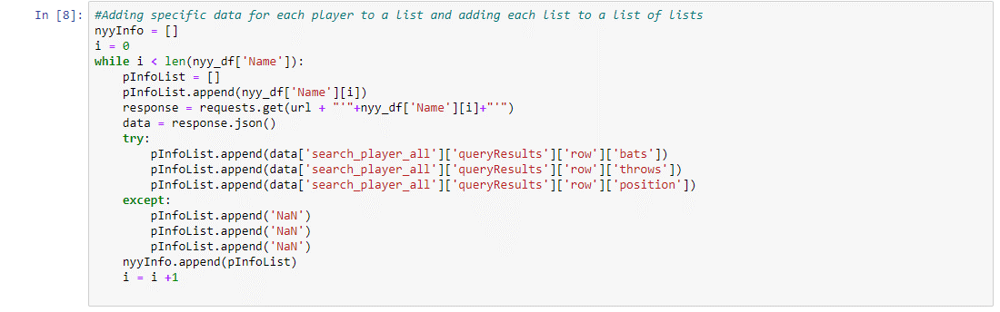 In [8]: #Adding specific data for each player to a list and adding each list to a list of lists
nyyInfo = []
i = 0
while i < len(nyy_df['Name']):
    pInfoList = []
    pInfoList.append(nyy_df['Name'][i])
    response = requests.get(url + "'"+nyy_df['Name'][i]+"'")
    data = response.json()
    try:
        pInfoList.append(data['search_player_all']['queryResults']['row']['bats'])
        pInfoList.append(data['search_player_all']['queryResults']['row']['throws'])
        pInfoList.append(data['search_player_all']['queryResults']['row']['position'])
    except:
        pInfoList.append('NaN')
        pInfoList.append('NaN')
        pInfoList.append('NaN')
    nyyInfo.append(pInfoList)
    i = i +1